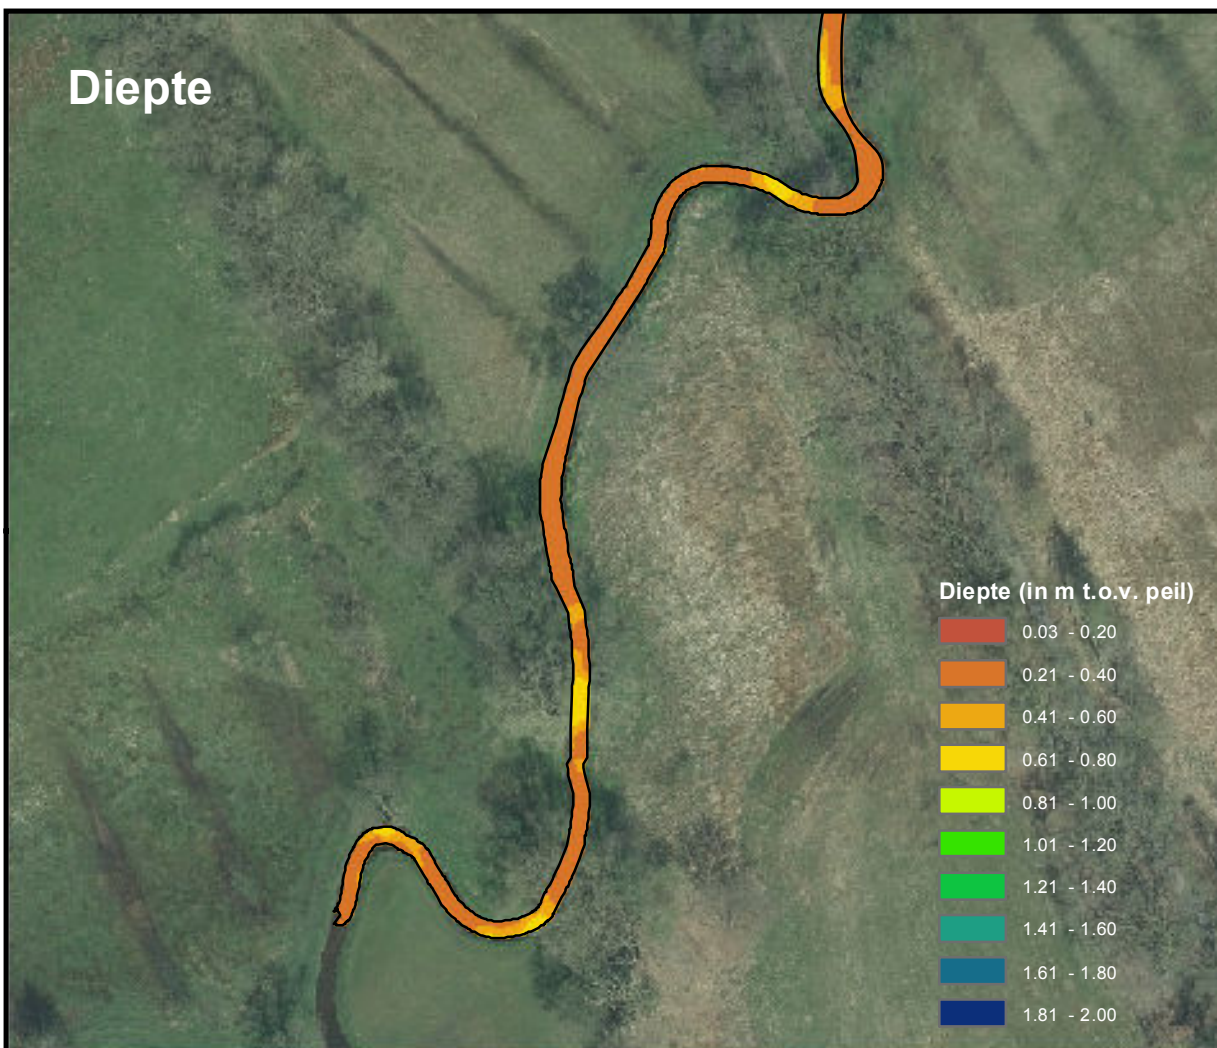 Diepte
Diepte (in m t.o.v. peil)
0.03 - 0.20
0.21 - 0.40
0.41 - 0.60
0.61 - 0.80
0.81 - 1.00
1.01 - 1.20
1.21 - 1.40
1.41 - 1.60
1.61 - 1.80
1.81 - 2.00